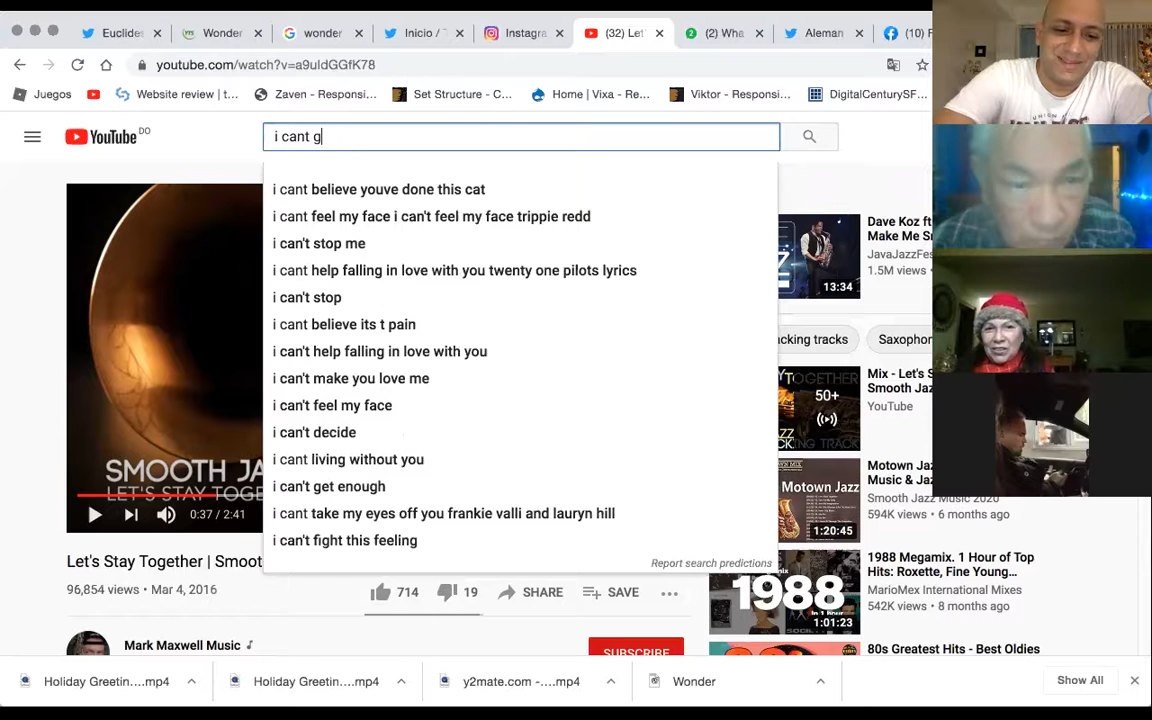 Euclides
Wonder
wonder
Inicio / T
Instagra
(32) Let'
(2) Wha
Aleman
(10) F
youtube.com/watch?v=a9uldGGfK78
Juegos
Website review | t...
Zaven - Responsi...
Set Structure - C...
Home | Vixa - Re...
Viktor - Responsi...
DigitalCenturySF...
YouTube DO
i cant g
i cant believe youve done this cat
i cant feel my face i can't feel my face trippie redd
i can't stop me
i cant help falling in love with you twenty one pilots lyrics
i can't stop
i cant believe its t pain
i can't help falling in love with you
i can't make you love me
i can't feel my face
i can't decide
i cant living without you
i can't get enough
i cant take my eyes off you frankie valli and lauryn hill
i can't fight this feeling
Report search predictions
SMOOTH JA
LET'S STAY TOGE
0:37 / 2:41
Let's Stay Together | Smoot
96,854 views • Mar 4, 2016
714
19
SHARE
SAVE
Mark Maxwell Music
SUBSCRIBE
Dave Koz ft
Make Me Sm
JavaJazzFes
1.5M views
13:34
cking tracks
Saxophon
50+
Mix - Let's S
Smooth Jazz
YouTube
Motown Jazz
1:20:45
Motown Jazz
Music & Jaz
Smooth Jazz Music 2020
594K views • 6 months ago
1988
1:01:23
1988 Megamix. 1 Hour of Top
Hits: Roxette, Fine Young...
MarioMex International Mixes
542K views • 8 months ago
80s Greatest Hits - Best Oldies
Holiday Greetin....mp4
Holiday Greetin....mp4
y2mate.com -....mp4
Wonder
Show All